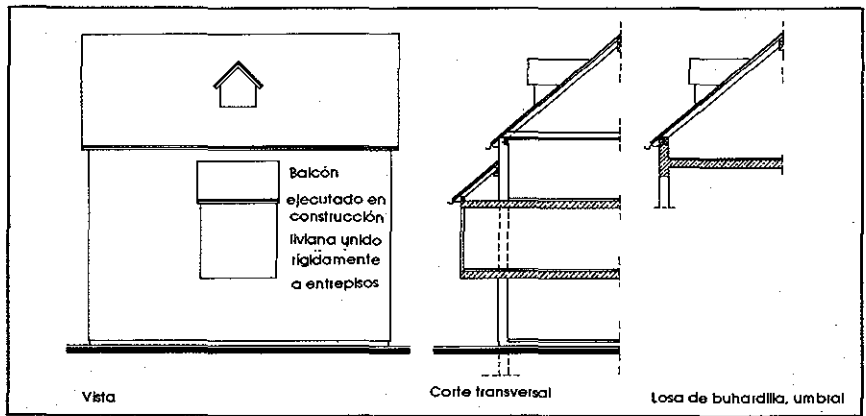 Balcón
ejecutado en
construcción
liviana unido
rígidamente
a entrepisos
Vista
Corte transversal
Losa de buhardilla, umbral